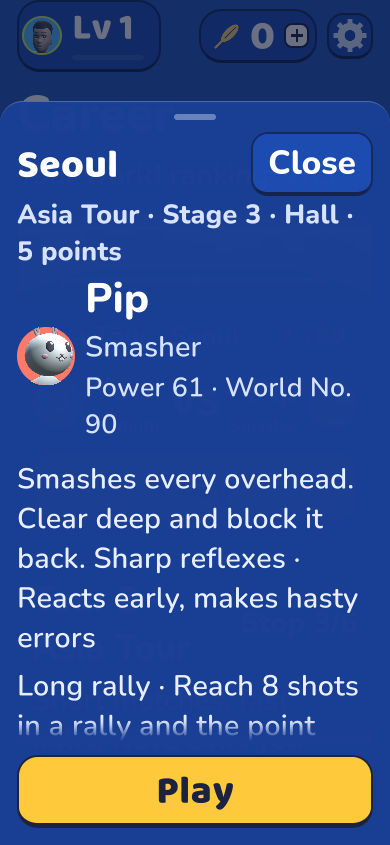 Lv 1
0
Career
Seoul
Close
Asia Tour · Stage 3 · Hall ·
5 points
Pip
Smasher
Power 61 · World No.
90
Smashes every overhead.
Clear deep and block it
back. Sharp reflexes ·
Reacts early, makes hasty
errors
Long rally · Reach 8 shots
in a rally and the point
Play